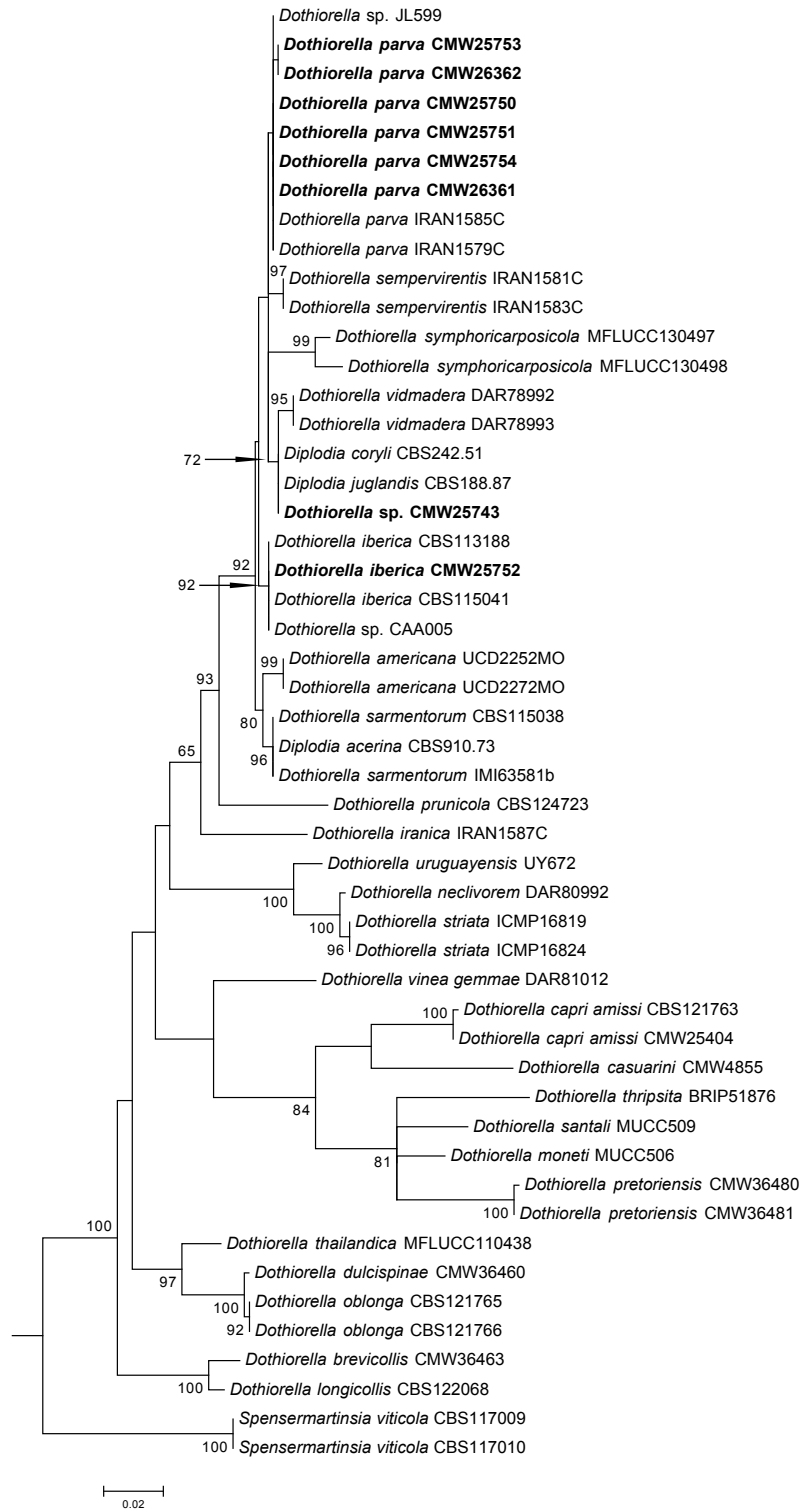 Dothiorella sp. JL599
Dothiorella parva CMW25753
Dothiorella parva CMW26362
Dothiorella parva CMW25750
Dothiorella parva CMW25751
Dothiorella parva CMW25754
Dothiorella parva CMW26361
Dothiorella parva IRAN1585C
Dothiorella parva IRAN1579C
97
Dothiorella sempervirentis IRAN1581C
Dothiorella sempervirentis IRAN1583C
Dothiorella symphoricarposicola MFLUCC130497
99
Dothiorella symphoricarposicola MFLUCC130498
Dothiorella vidmadera DAR78992
95
Dothiorella vidmadera DAR78993
Diplodia coryli CBS242.51
72
Diplodia juglandis CBS188.87
Dothiorella sp. CMW25743
Dothiorella iberica CBS113188
92
Dothiorella iberica CMW25752
92
Dothiorella iberica CBS115041
Dothiorella sp. CAA005
Dothiorella americana UCD2252MO
99
Dothiorella americana UCD2272MO
93
Dothiorella sarmentorum CBS115038
80
Diplodia acerina CBS910.73
65
96
Dothiorella sarmentorum IMI63581b
Dothiorella prunicola CBS124723
Dothiorella iranica IRAN1587C
Dothiorella uruguayensis UY672
Dothiorella neclivorem DAR80992
100
Dothiorella striata ICMP16819
100
Dothiorella striata ICMP16824
96
Dothiorella vinea gemmae DAR81012
Dothiorella capri amissi CBS121763
100
Dothiorella capri amissi CMW25404
Dothiorella casuarini CMW4855
Dothiorella thripsita BRIP51876
84
Dothiorella santali MUCC509
Dothiorella moneti MUCC506
81
Dothiorella pretoriensis CMW36480
Dothiorella pretoriensis CMW36481
100
100
Dothiorella thailandica MFLUCC110438
Dothiorella dulcispinae CMW36460
97
Dothiorella oblonga CBS121765
100
Dothiorella oblonga CBS121766
92
Dothiorella brevicollis CMW36463
Dothiorella longicollis CBS122068
100
Spensermartinsia viticola CBS117009
Spensermartinsia viticola CBS117010
100
0.02